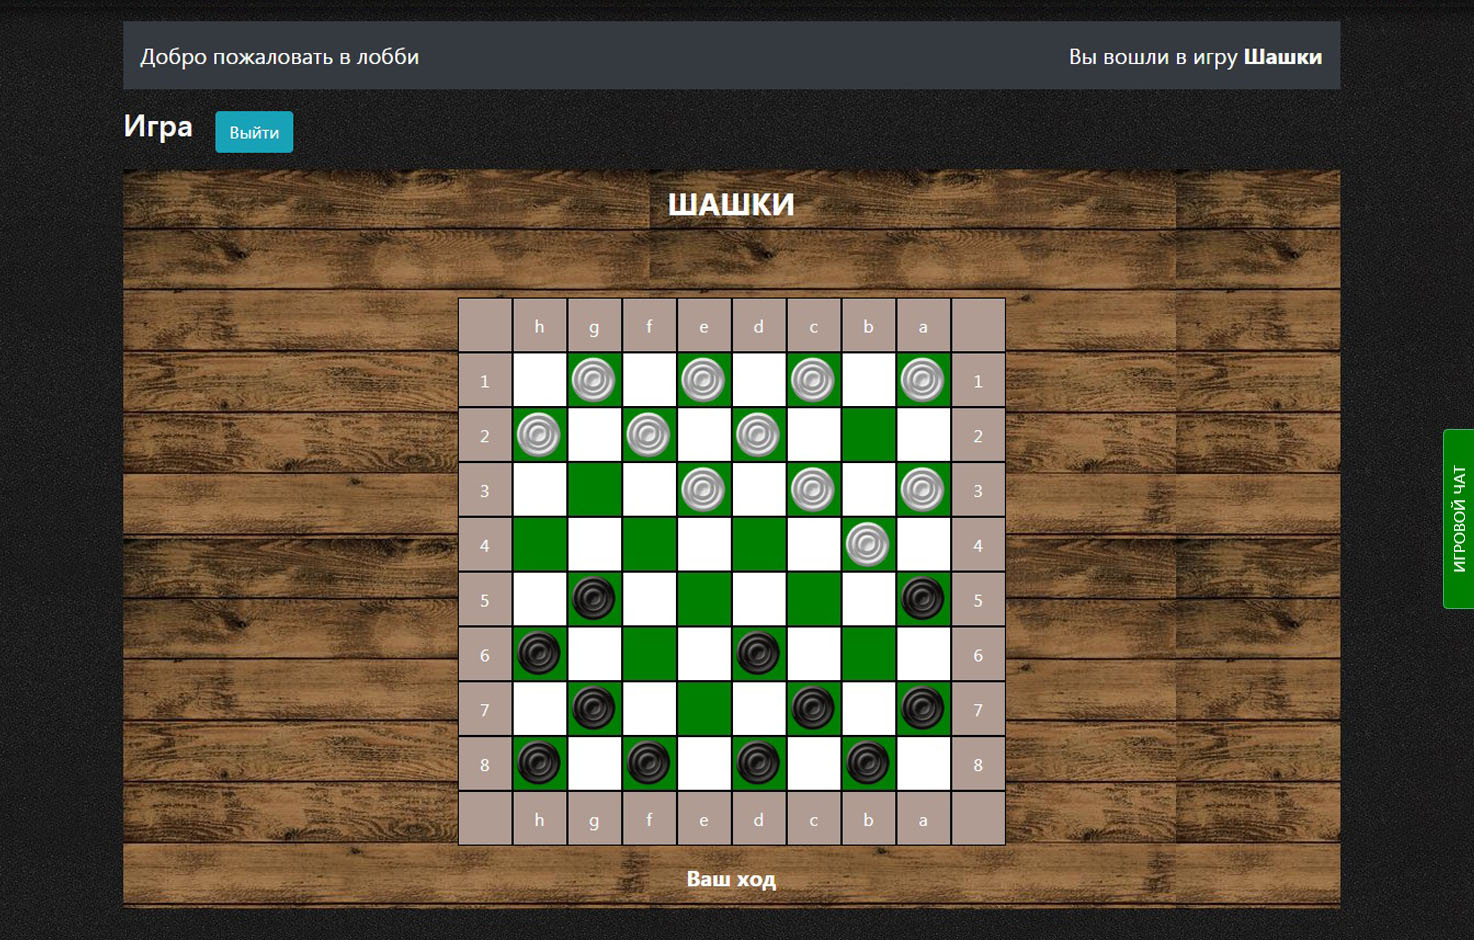 Добро пожаловать в лобби
Вы вошли в игру Шашки
Игра
Выйти
ШАШКИ
h g f e d c b a
1 1
2 2
3 3
4 4
5 5
6 6
7 7
8 8
h g f e d c b a
Ваш ход
ИГРОВОЙ ЧАТ